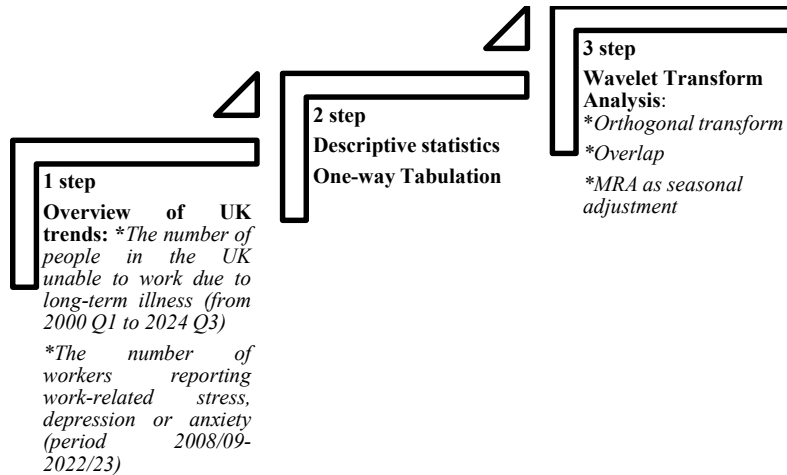 1 step
Overview of UK
trends: *The number of
people in the UK
unable to work due to
long-term illness (from
2000 Q1 to 2024 Q3)
*The number of
workers reporting
work-related stress,
depression or anxiety
(period 2008/09-
2022/23)
2 step
Descriptive statistics
One-way Tabulation
3 step
Wavelet Transform
Analysis:
*Orthogonal transform
*Overlap
*MRA as seasonal
adjustment